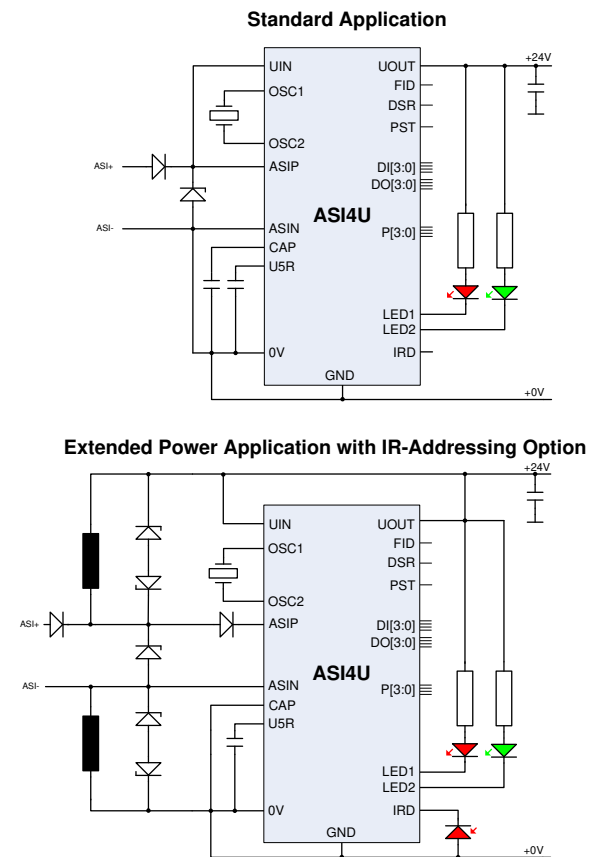 Standard Application
+24V
UIN
UOUT
OSC1
FID
DSR
PST
OSC2
ASI+
ASIP
DI[3:0]
DO[3:0]
ASI4U
ASI-
ASIN
P[3:0]
CAP
U5R
LED1
LED2
0V
IRD
GND
+0V
Extended Power Application with IR-Addressing Option
+24V
UIN
UOUT
OSC1
FID
DSR
PST
OSC2
ASI+
ASIP
DI[3:0]
DO[3:0]
ASI4U
ASI-
ASIN
P[3:0]
CAP
U5R
LED1
LED2
0V
IRD
GND
+0V